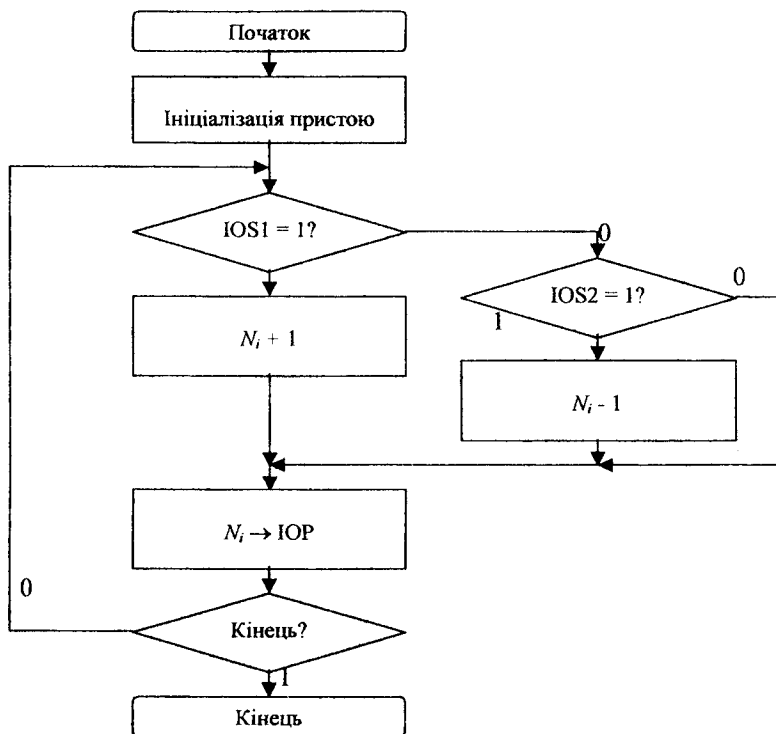 Початок
Ініціалізація пристою
IOS1 = 1?
0
IOS2 = 1?
0
1
Ni + 1
Ni - 1
Ni → IOP
0
Кінець?
1
Кінець